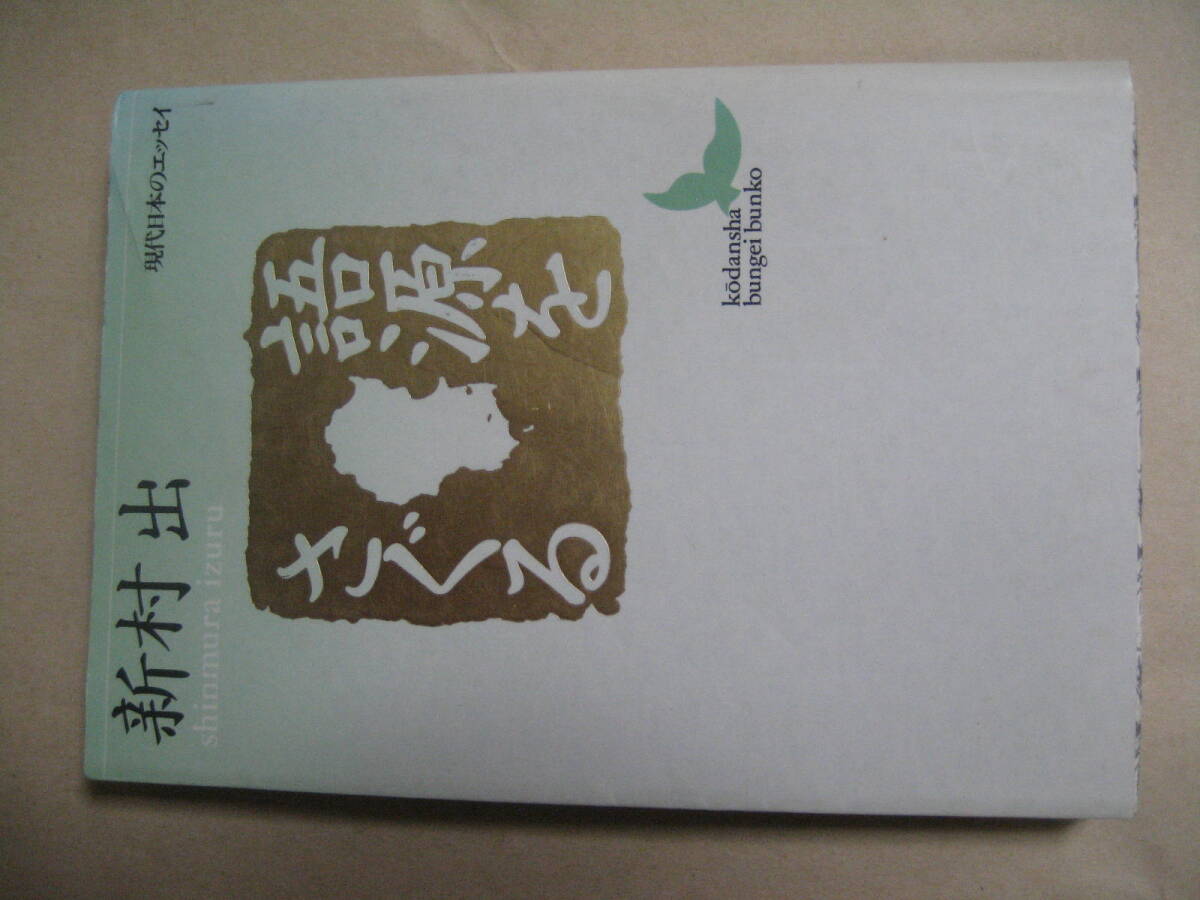 新村 出
shinmura izuru
現代日本のエッセイ
語源を
さぐる
kōdansha
bungei bunko